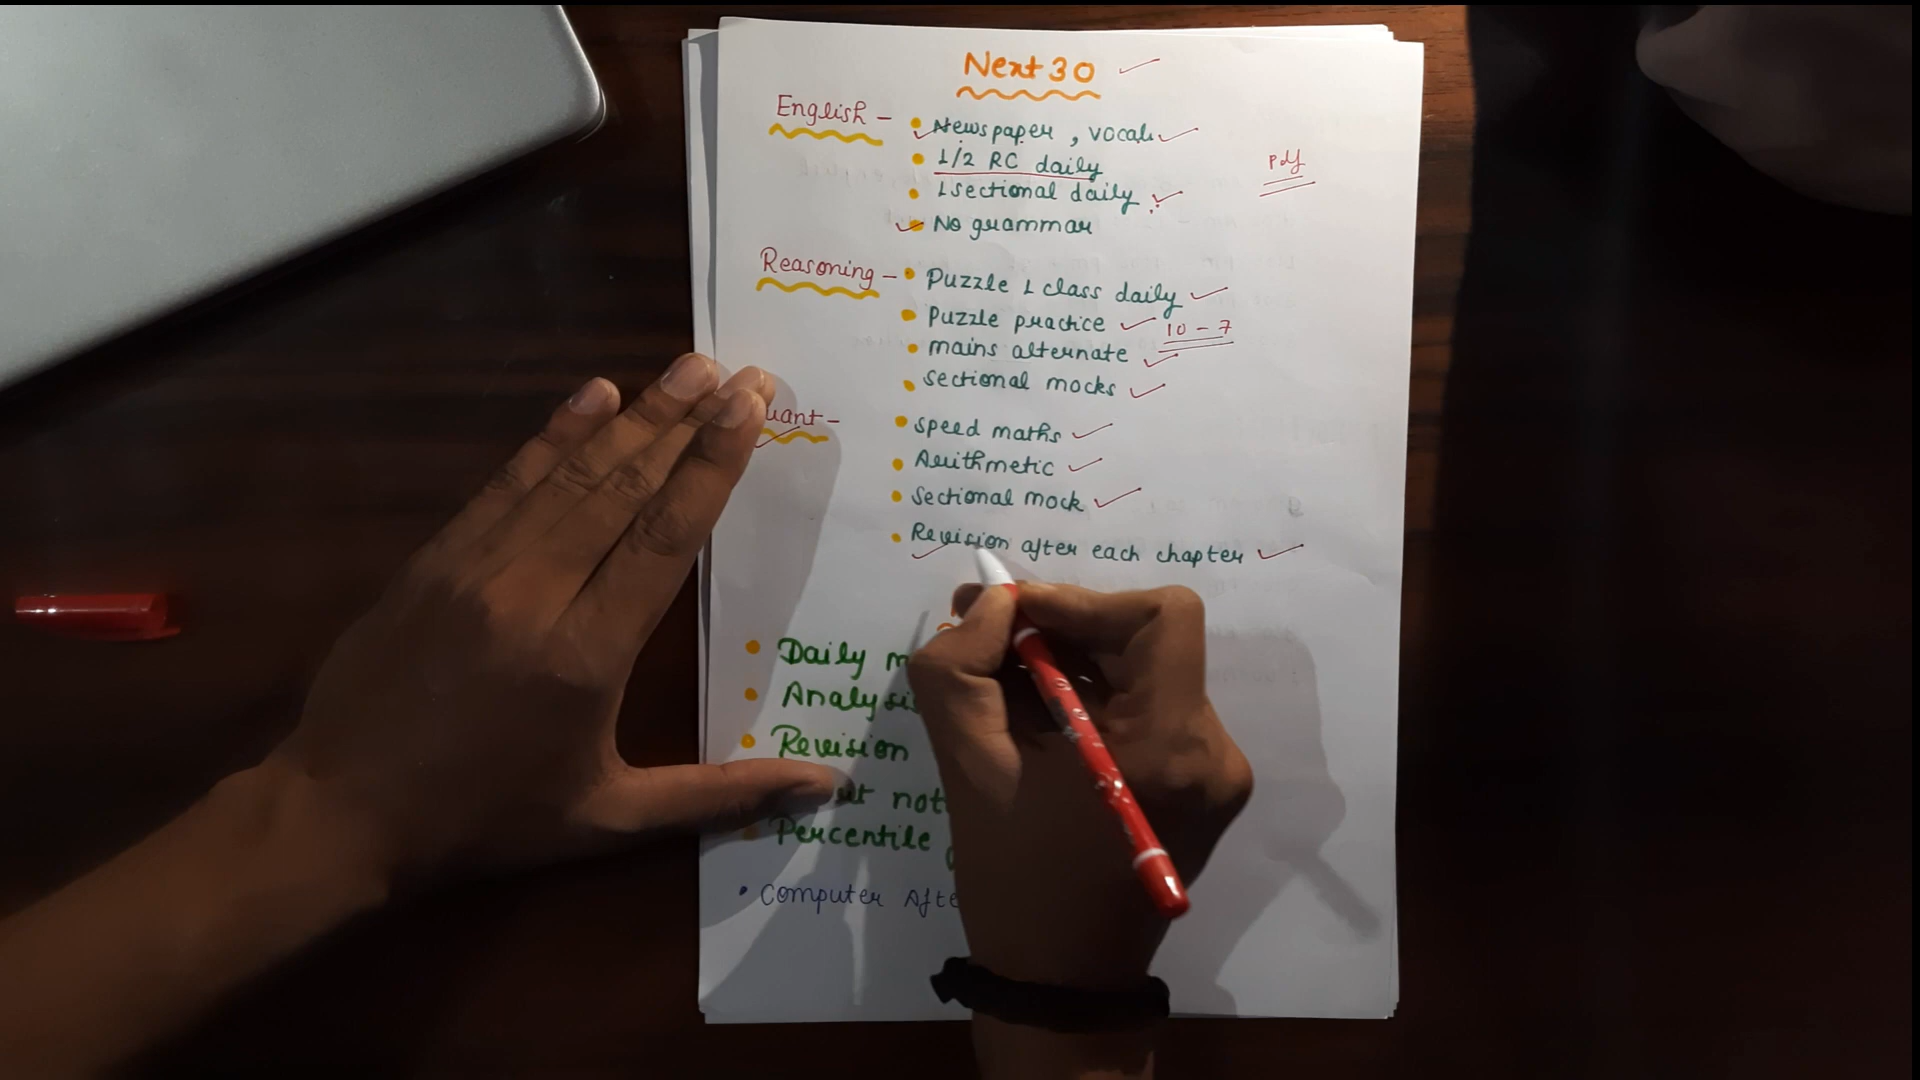 Next 30
English - Newspaper, vocab
1/2 RC daily
pdf
1 sectional daily
No grammar
Reasoning - Puzzle 1 class daily
Puzzle practice 10 - 7
mains alternate
Sectional mocks
uant - speed maths
Arithmetic
Sectional mock
Revision after each chapter
Daily
Analysis
Revision
Percentile
Computer